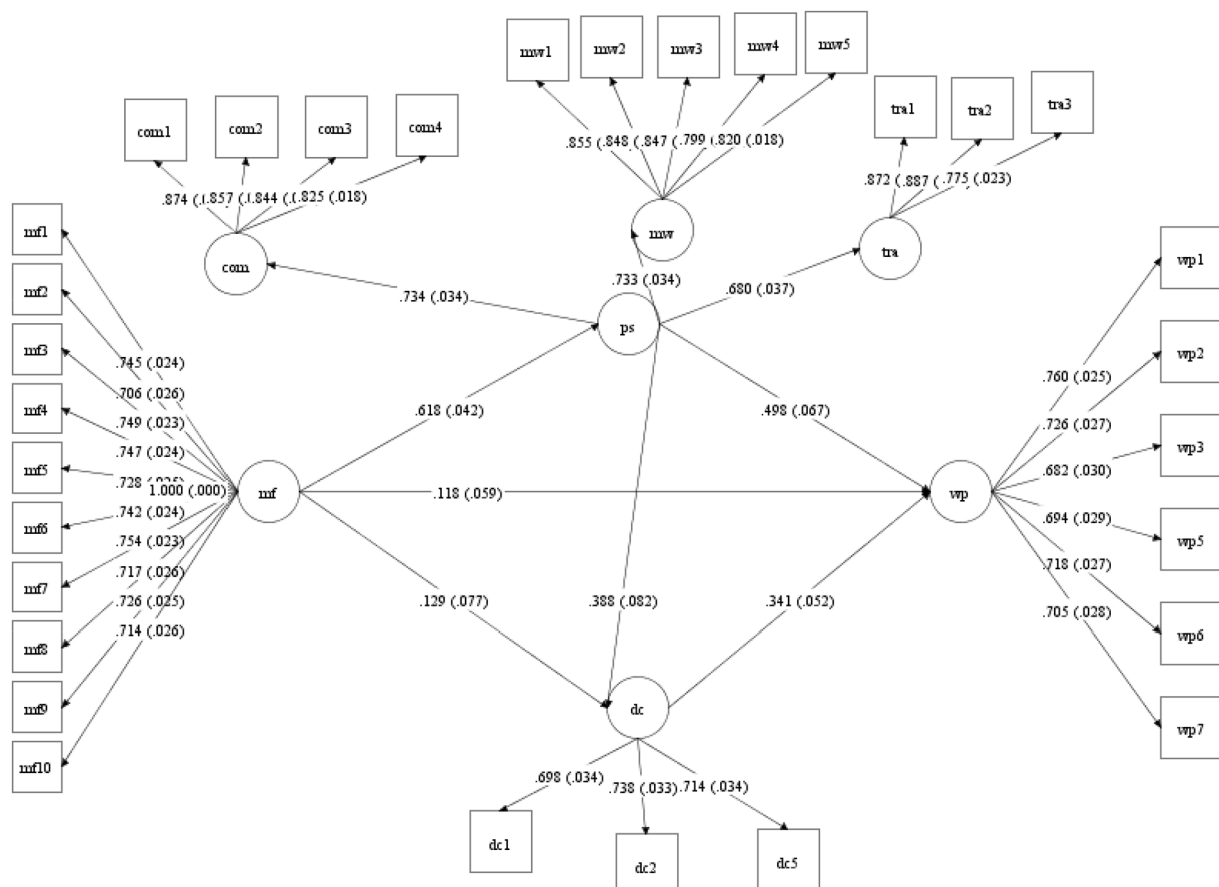 mw1 mw2 mw3 mw4 mw5
com1 com2 com3 com4
tra1 tra2 tra3
.855 .848 .847 .799 .820 (.018)
.874 .857 .844 .825 (.018)
.872 .887 .775 (.023)
mf1
mf2
mf3
mf4
mf5
mf6
mf7
mf8
mf9
mf10
com
mw
tra
.734 (.034)
.733 (.034)
.680 (.037)
ps
.745 (.024)
.706 (.026)
.749 (.023)
.747 (.024)
.728
1.000 (.000)
.742 (.024)
.754 (.023)
.717 (.026)
.726 (.025)
.714 (.026)
mf
.618 (.042)
.498 (.067)
.118 (.059)
.129 (.077)
.388 (.082)
.341 (.052)
wp
.760 (.025)
.726 (.027)
.682 (.030)
.694 (.029)
.718 (.027)
.705 (.028)
wp1
wp2
wp3
wp5
wp6
wp7
dc
.698 (.034)
.738 (.033)
.714 (.034)
dc1
dc2
dc5